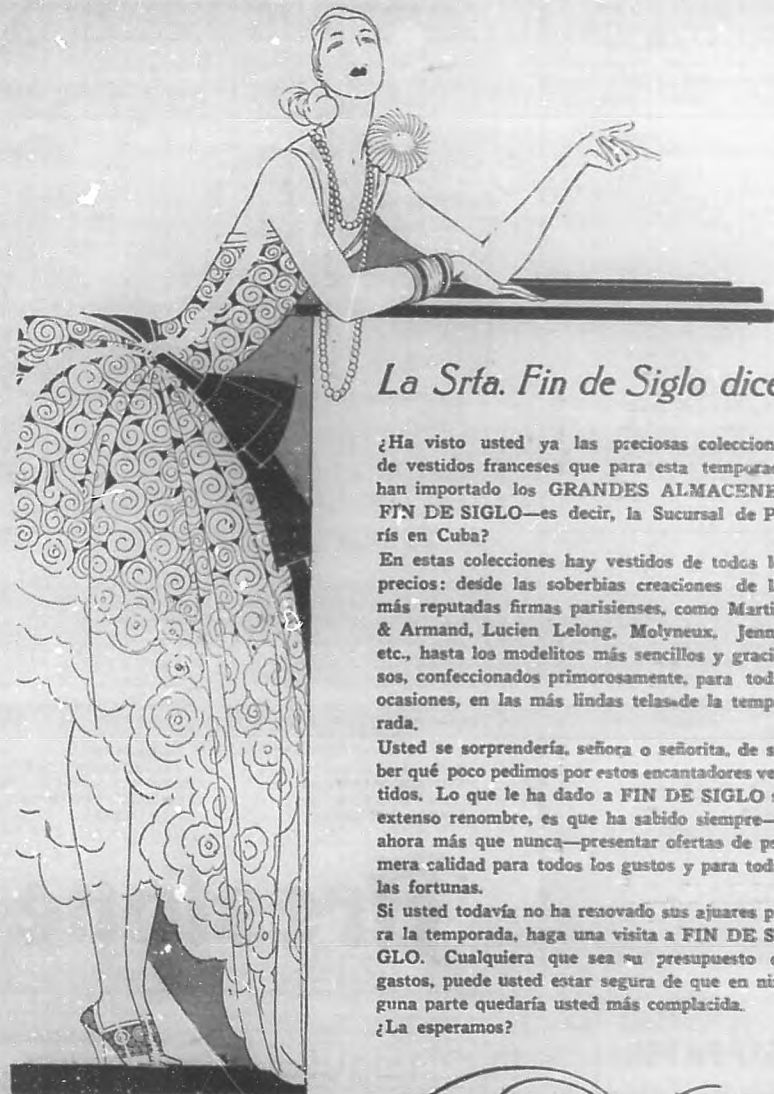 La Srta. Fin de Siglo dice
¿Ha visto usted ya las preciosas coleccion
de vestidos franceses que para esta tempora
han importado los GRANDES ALMACENE
FIN DE SIGLO—es decir, la Sucursal de P
rís en Cuba?
En estas colecciones hay vestidos de todos l
precios: desde las soberbias creaciones de l
más reputadas firmas parisienses, como Marti
& Armand, Lucien Lelong, Molyneux, Jenn
etc., hasta los modelitos más sencillos y graci
sos, confeccionados primorosamente, para tod
ocasiones, en las más lindas telas de la temp
rada.
Usted se sorprendería, señora o señorita, de s
ber qué poco pedimos por estos encantadores ve
tidos. Lo que le ha dado a FIN DE SIGLO s
extenso renombre, es que ha sabido siempre—
ahora más que nunca—presentar ofertas de p
mera calidad para todos los gustos y para tod
las fortunas.
Si usted todavía no ha renovado sus ajuares p
ra la temporada, haga una visita a FIN DE S
GLO. Cualquiera que sea su presupuesto d
gastos, puede usted estar segura de que en ni
guna parte quedaría usted más complacida.
¿La esperamos?